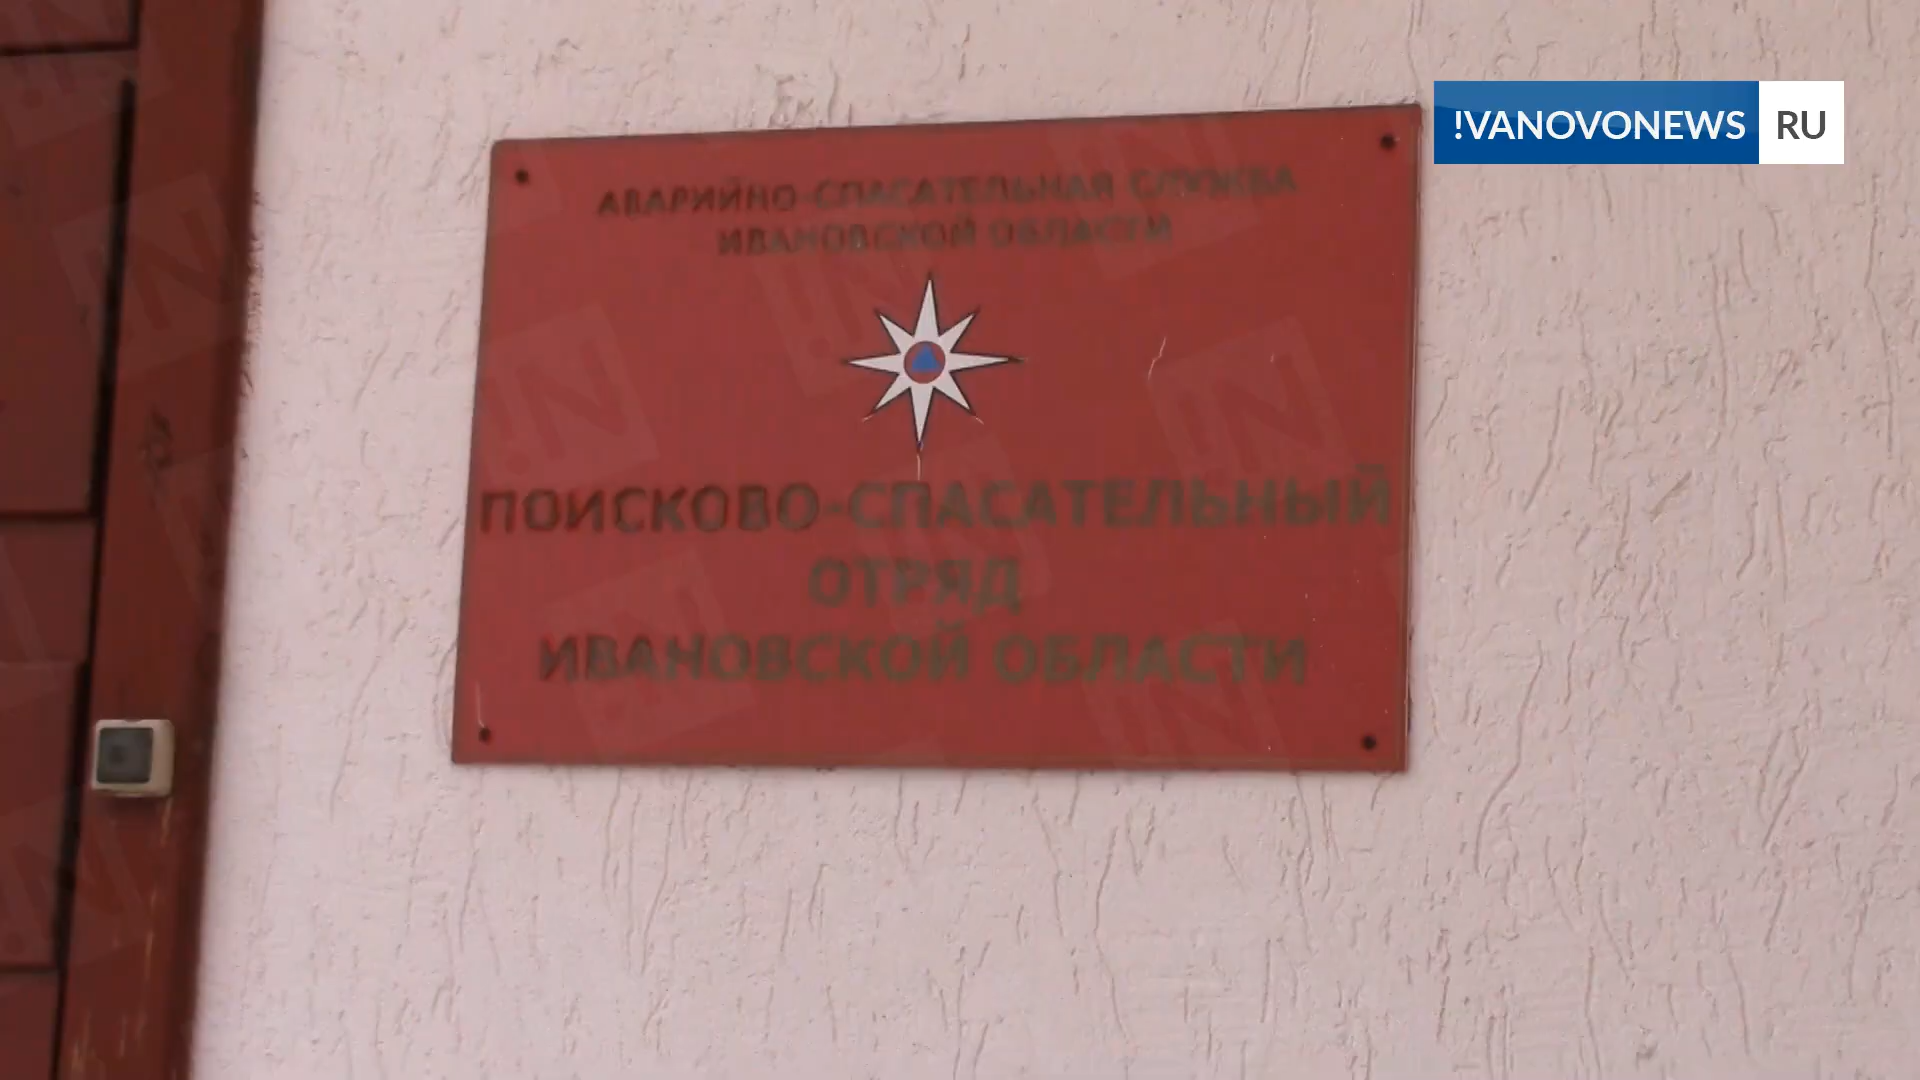 !VANOVONEWS RU
АВАРИЙНО-СПАСАТЕЛЬНАЯ СЛУЖБА
ИВАНОВСКОЙ ОБЛАСТИ
ПОИСКОВО-СПАСАТЕЛЬНЫЙ
ОТРЯД
ИВАНОВСКОЙ ОБЛАСТИ